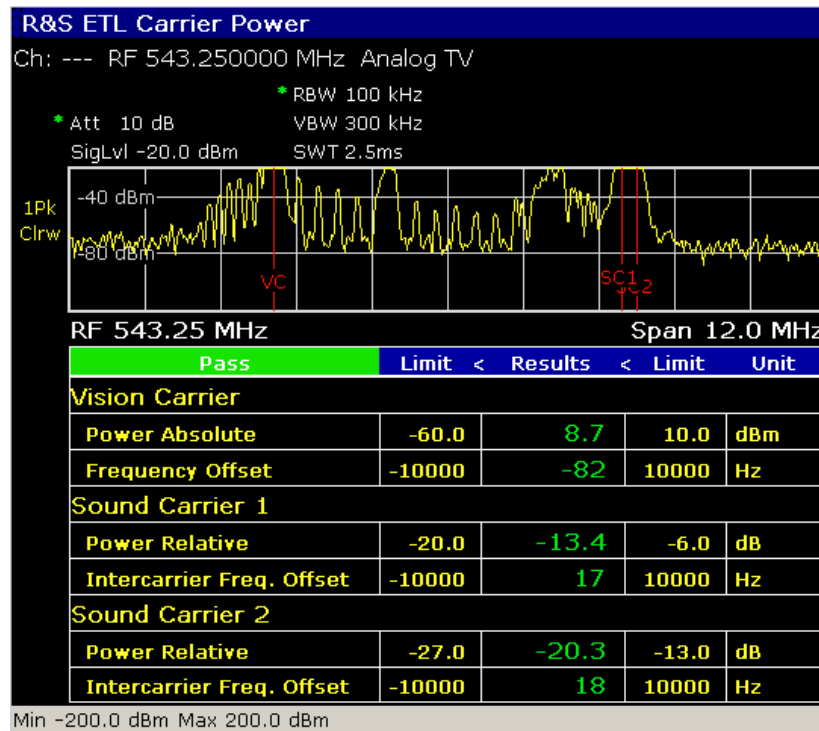 R&S ETL Carrier Power
Ch: --- RF 543.250000 MHz Analog TV
* RBW 100 kHz
* Att 10 dB VBW 300 kHz
SigLvl -20.0 dBm SWT 2.5ms
-40 dBm
1Pk
Clrw
-80 dBm
VC SC1
SC2
RF 543.25 MHz Span 12.0 MHz
Pass Limit < Results < Limit Unit
Vision Carrier
Power Absolute -60.0 8.7 10.0 dBm
Frequency Offset -10000 -82 10000 Hz
Sound Carrier 1
Power Relative -20.0 -13.4 -6.0 dB
Intercarrier Freq. Offset -10000 17 10000 Hz
Sound Carrier 2
Power Relative -27.0 -20.3 -13.0 dB
Intercarrier Freq. Offset -10000 18 10000 Hz
Min -200.0 dBm Max 200.0 dBm